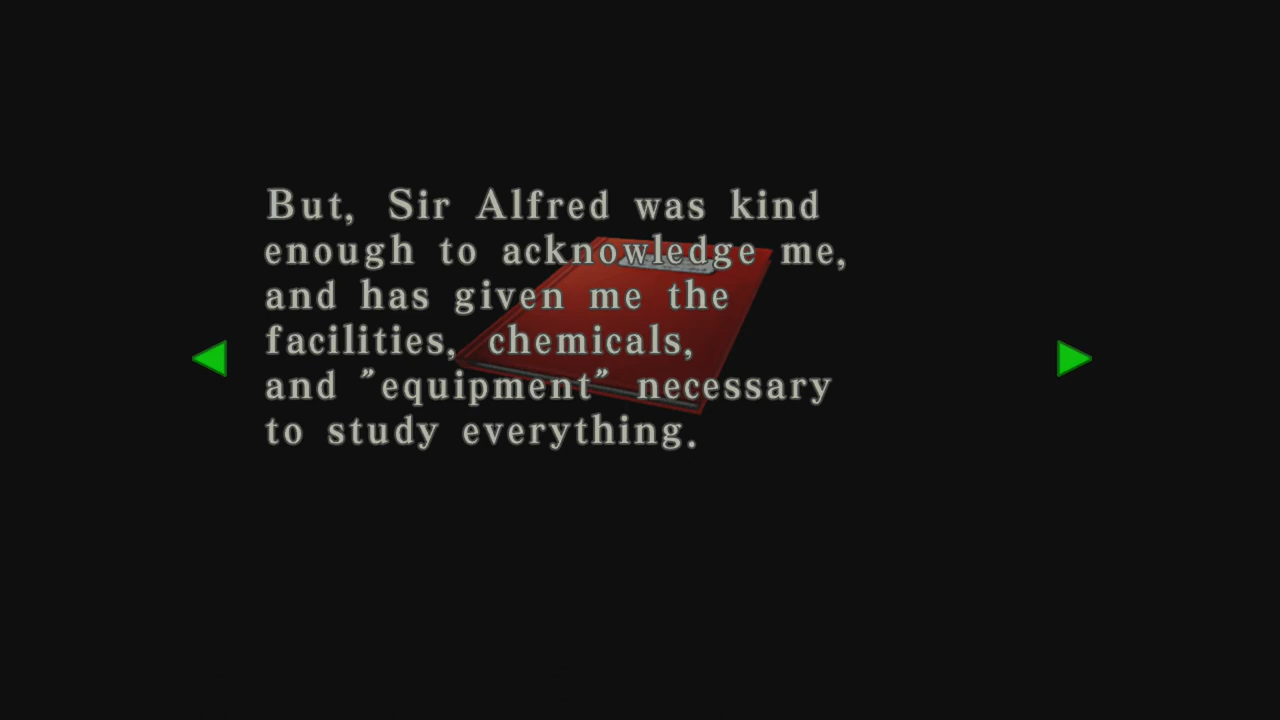 But, Sir Alfred was kind
enough to acknowledge me,
and has given me the
facilities, chemicals,
and "equipment" necessary
to study everything.